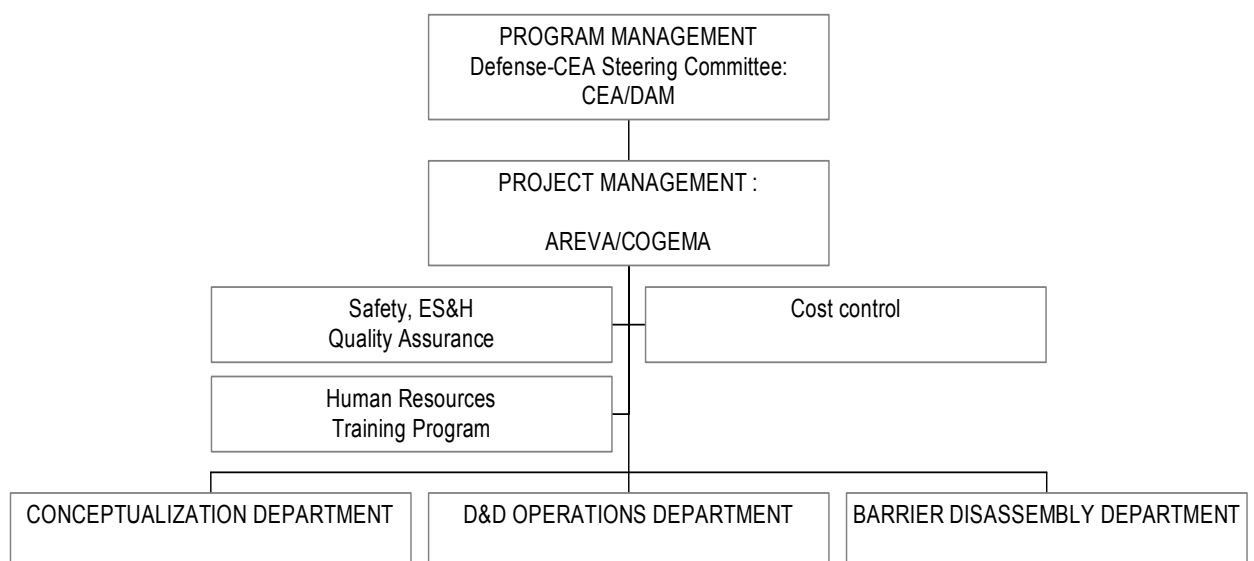 PROGRAM MANAGEMENT
Defense-CEA Steering Committee:
CEA/DAM
PROJECT MANAGEMENT :
AREVA/COGEMA
Safety, ES&H
Quality Assurance
Cost control
Human Resources
Training Program
CONCEPTUALIZATION DEPARTMENT
D&D OPERATIONS DEPARTMENT
BARRIER DISASSEMBLY DEPARTMENT